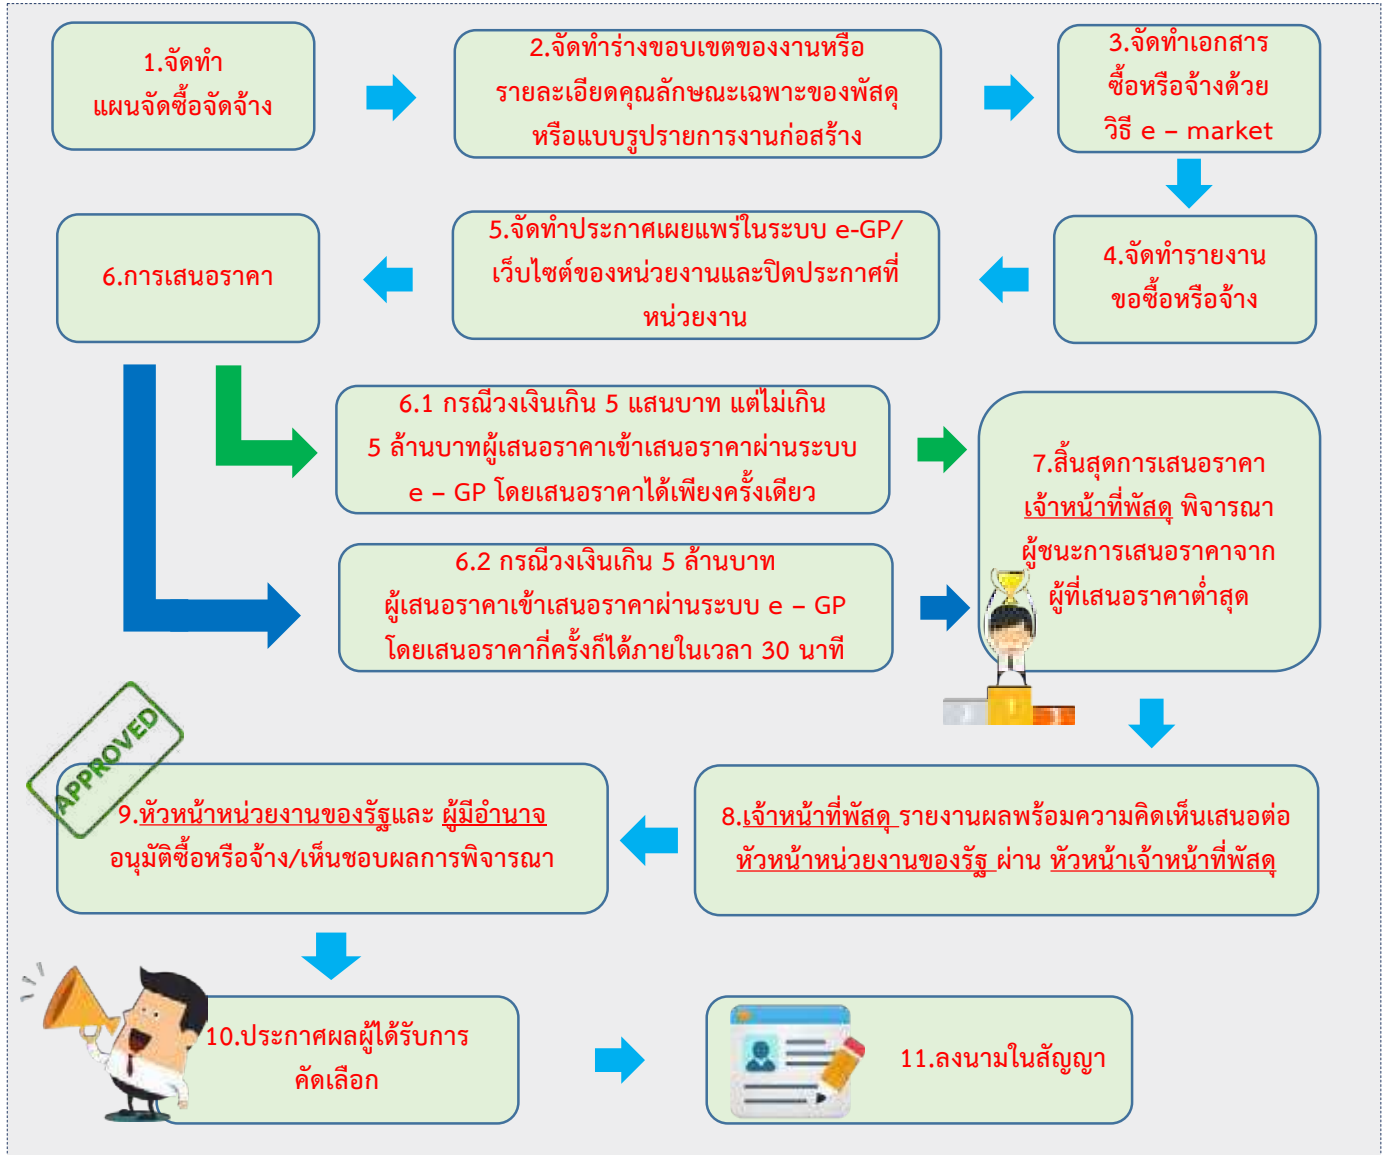 1.จัดทำ
แผนจัดซื้อจัดจ้าง
2.จัดทำร่างขอบเขตของงานหรือ
รายละเอียดคุณลักษณะเฉพาะของพัสดุ
หรือแบบรูปรายการงานก่อสร้าง
3.จัดทำเอกสาร
ซื้อหรือจ้างด้วย
วิธี e – market
4.จัดทำรายงาน
ขอซื้อหรือจ้าง
5.จัดทำประกาศเผยแพร่ในระบบ e-GP/
เว็บไซต์ของหน่วยงานและปิดประกาศที่
หน่วยงาน
6.การเสนอราคา
6.1 กรณีวงเงินเกิน 5 แสนบาท แต่ไม่เกิน
5 ล้านบาทผู้เสนอราคาเข้าเสนอราคาผ่านระบบ
e – GP โดยเสนอราคาได้เพียงครั้งเดียว
6.2 กรณีวงเงินเกิน 5 ล้านบาท
ผู้เสนอราคาเข้าเสนอราคาผ่านระบบ e – GP
โดยเสนอราคากี่ครั้งก็ได้ภายในเวลา 30 นาที
7.สิ้นสุดการเสนอราคา
เจ้าหน้าที่พัสดุ พิจารณา
ผู้ชนะการเสนอราคาจาก
ผู้ที่เสนอราคาต่ำสุด
8.เจ้าหน้าที่พัสดุ รายงานผลพร้อมความคิดเห็นเสนอต่อ
หัวหน้าหน่วยงานของรัฐ ผ่าน หัวหน้าเจ้าหน้าที่พัสดุ
APPROVED
9.หัวหน้าหน่วยงานของรัฐและ ผู้มีอำนาจ
อนุมัติซื้อหรือจ้าง/เห็นชอบผลการพิจารณา
10.ประกาศผลผู้ได้รับการ
คัดเลือก
11.ลงนามในสัญญา